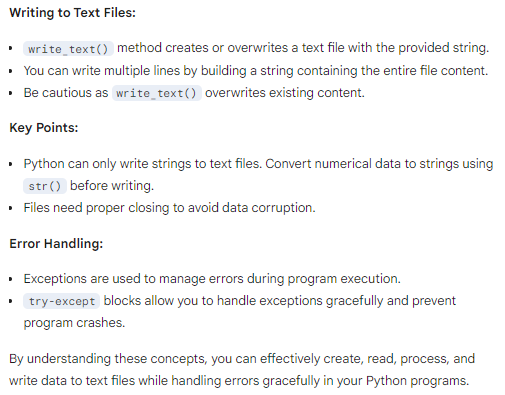 Writing to Text Files:
• write_text() method creates or overwrites a text file with the provided string.
• You can write multiple lines by building a string containing the entire file content.
• Be cautious as write_text() overwrites existing content.
Key Points:
• Python can only write strings to text files. Convert numerical data to strings using
str() before writing.
• Files need proper closing to avoid data corruption.
Error Handling:
• Exceptions are used to manage errors during program execution.
• try-except blocks allow you to handle exceptions gracefully and prevent
program crashes.
By understanding these concepts, you can effectively create, read, process, and
write data to text files while handling errors gracefully in your Python programs.